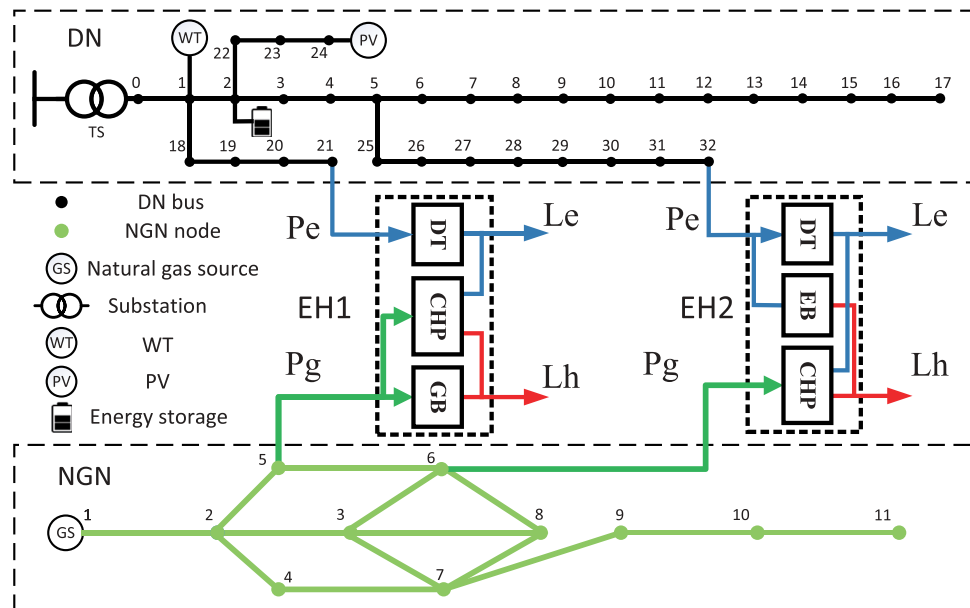 DN
WT
22
23
24
PV
0
1
2
3
4
5
6
7
8
9
10
11
12
13
14
15
16
17
TS
18
19
20
21
25
26
27
28
29
30
31
32
DN bus
NGN node
GS Natural gas source
Substation
WT WT
PV PV
Energy storage
Pe
DT
Le
EH1
CHP
Pg
GB
Lh
Pe
DT
Le
EH2
EB
Pg
CHP
Lh
NGN
5
6
GS
1
2
3
8
9
10
11
4
7